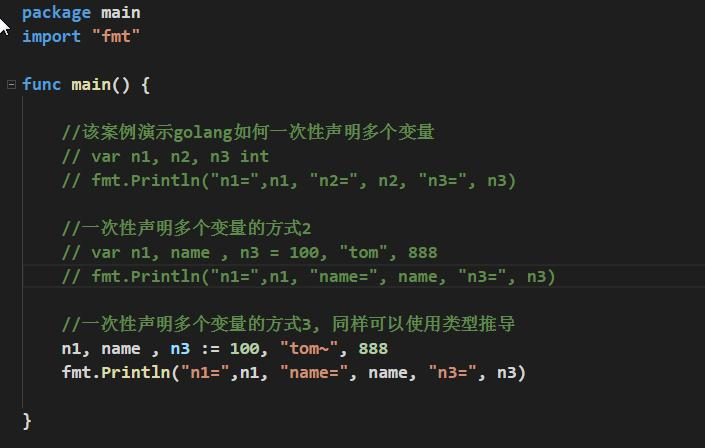 package main
import "fmt"
func main() {
//该案例演示golang如何一次性声明多个变量
// var n1, n2, n3 int
// fmt.Println("n1=",n1, "n2=", n2, "n3=", n3)
//一次性声明多个变量的方式2
// var n1, name , n3 = 100, "tom", 888
// fmt.Println("n1=",n1, "name=", name, "n3=", n3)
//一次性声明多个变量的方式3, 同样可以使用类型推导
n1, name , n3 := 100, "tom~", 888
fmt.Println("n1=",n1, "name=", name, "n3=", n3)
}